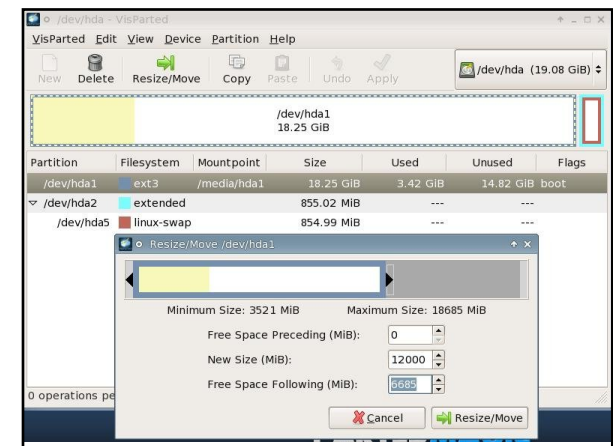 /dev/hda - VisParted
VisParted Edit View Device Partition Help
New Delete Resize/Move Copy Paste Undo Apply /dev/hda (19.08 GiB)
/dev/hda1
18.25 GiB
Partition Filesystem Mountpoint Size Used Unused Flags
/dev/hda1 ext3 /media/hda1 18.25 GiB 3.42 GiB 14.82 GiB boot
/dev/hda2 extended 855.02 MiB --- ---
/dev/hda5 linux-swap 854.99 MiB --- ---
Resize/Move /dev/hda1
Minimum Size: 3521 MiB Maximum Size: 18685 MiB
Free Space Preceding (MiB): 0
New Size (MiB): 12000
Free Space Following (MiB): 6685
0 operations pe
Cancel Resize/Move